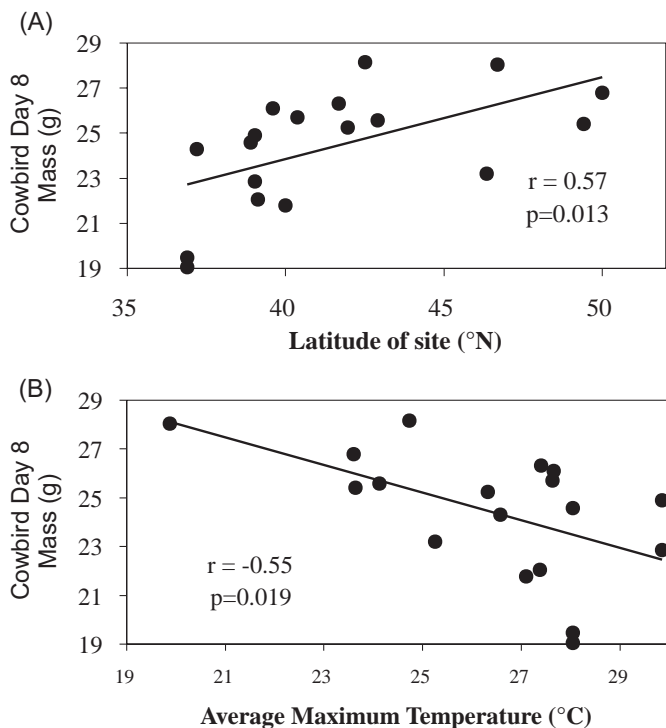 (A)
29
27
25
23
21
19
Cowbird Day 8
Mass (g)
r = 0.57
p=0.013
35 40 45 50
Latitude of site (°N)
(B)
29
27
25
23
21
19
Cowbird Day 8
Mass (g)
r = -0.55
p=0.019
19 21 23 25 27 29
Average Maximum Temperature (°C)